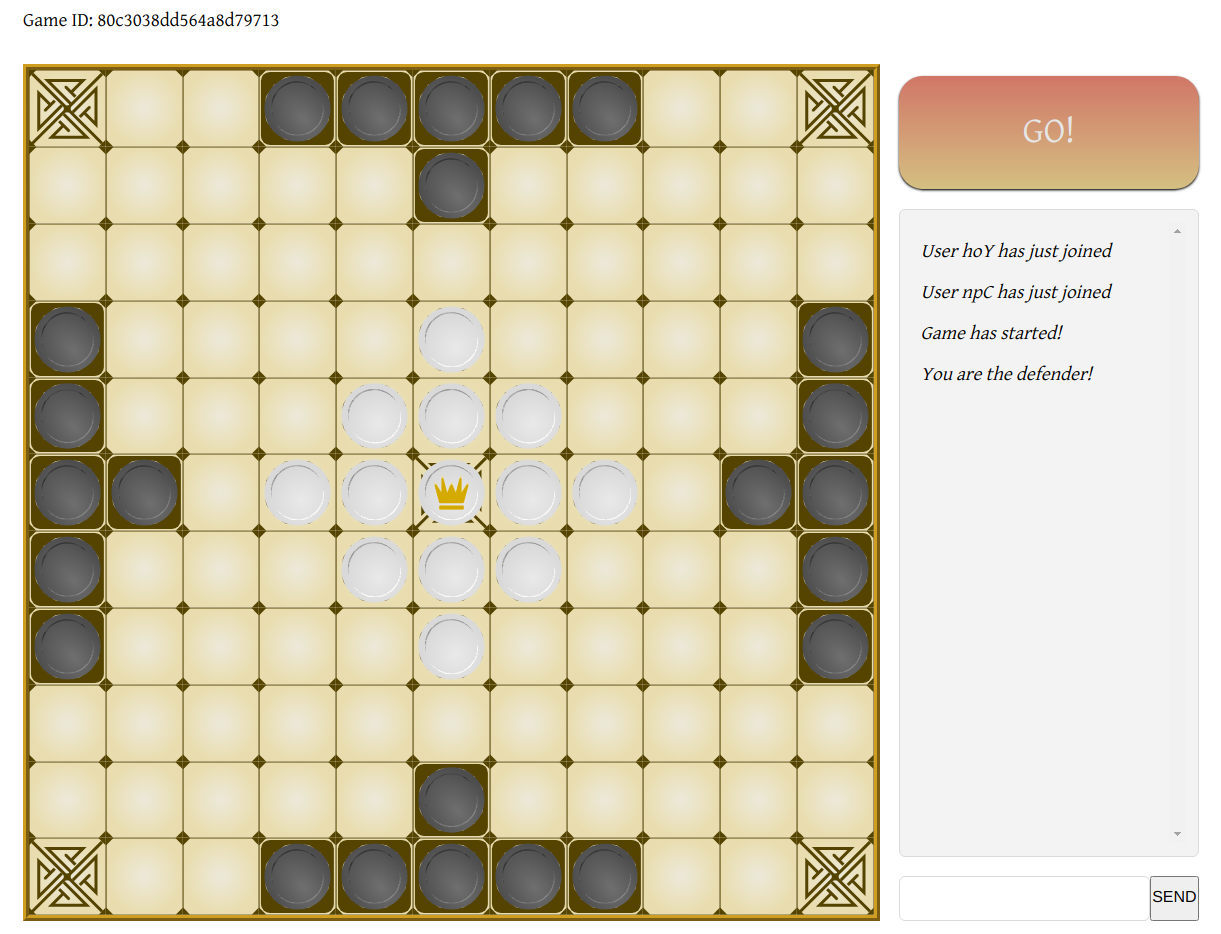 Game ID: 80c3038dd564a8d79713
GO!
User hoY has just joined
User npC has just joined
Game has started!
You are the defender!
SEND